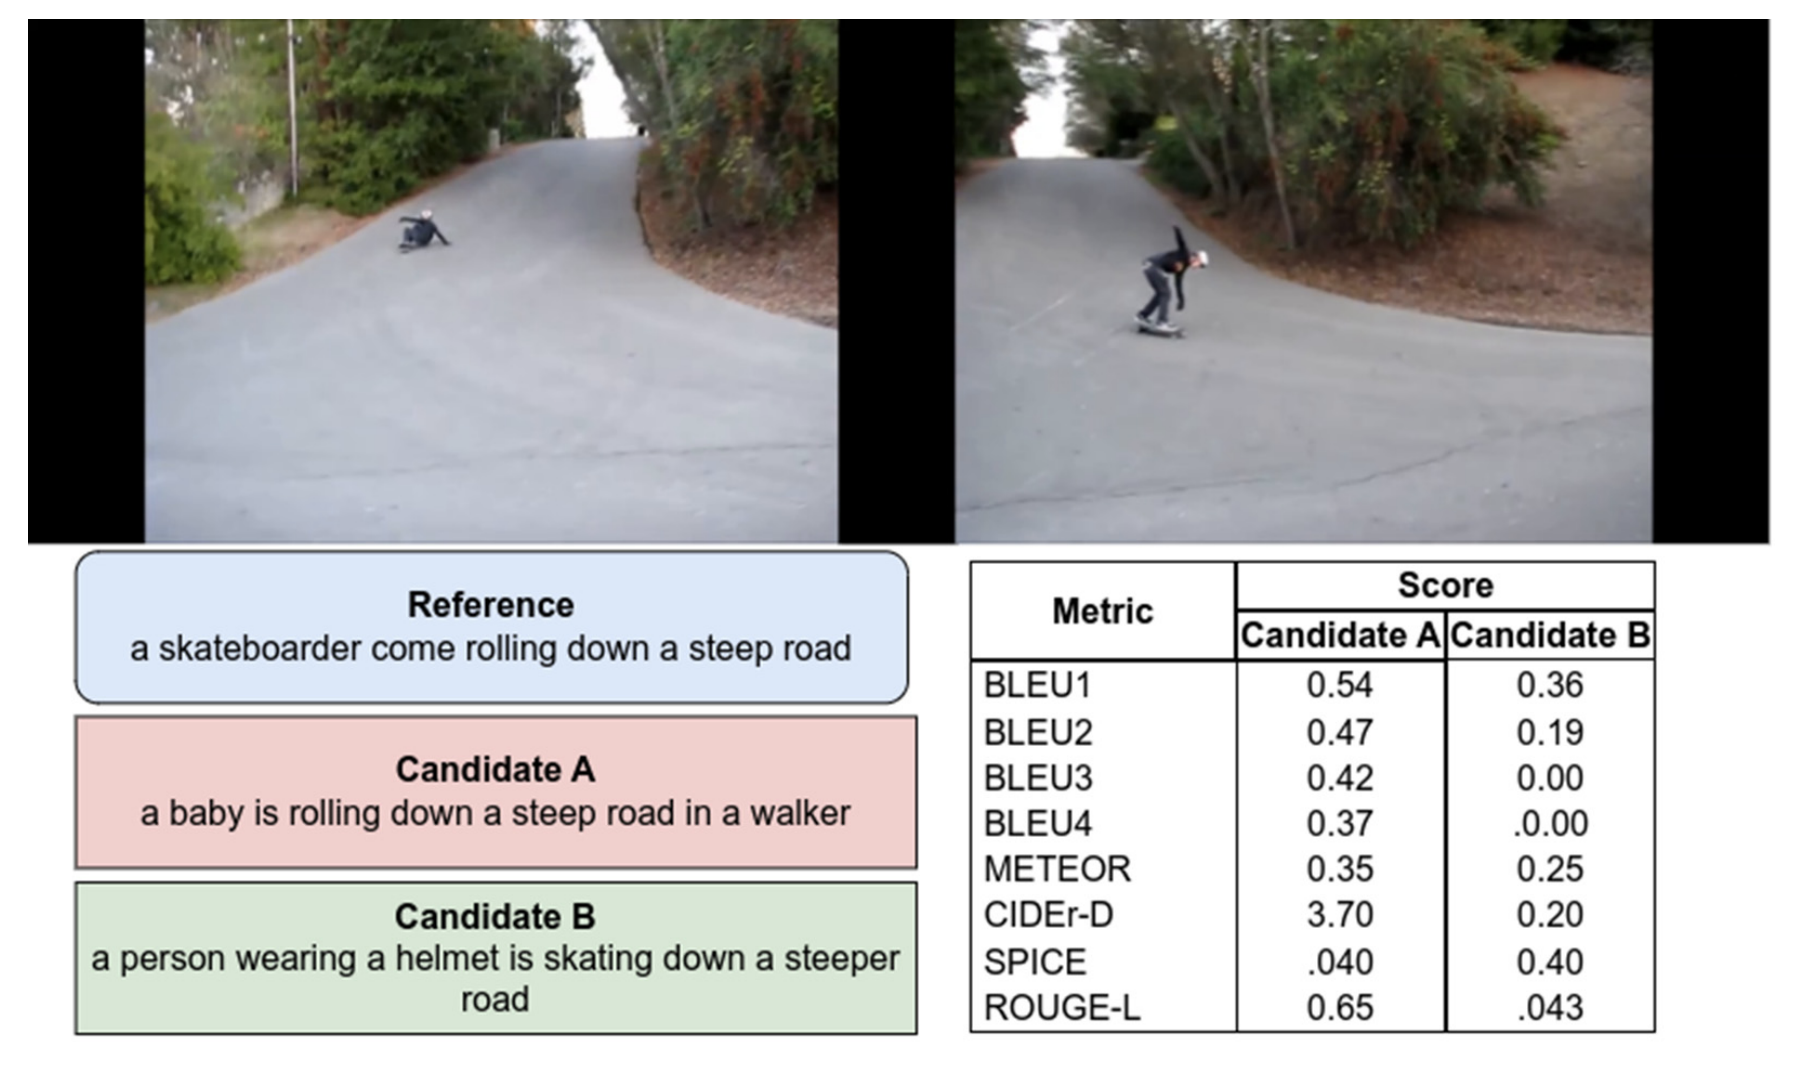 Reference
a skateboarder come rolling down a steep road
Candidate A
a baby is rolling down a steep road in a walker
Candidate B
a person wearing a helmet is skating down a steeper
road
Metric
Score
Candidate A Candidate B
BLEU1 0.54 0.36
BLEU2 0.47 0.19
BLEU3 0.42 0.00
BLEU4 0.37 .0.00
METEOR 0.35 0.25
CIDEr-D 3.70 0.20
SPICE .040 0.40
ROUGE-L 0.65 .043